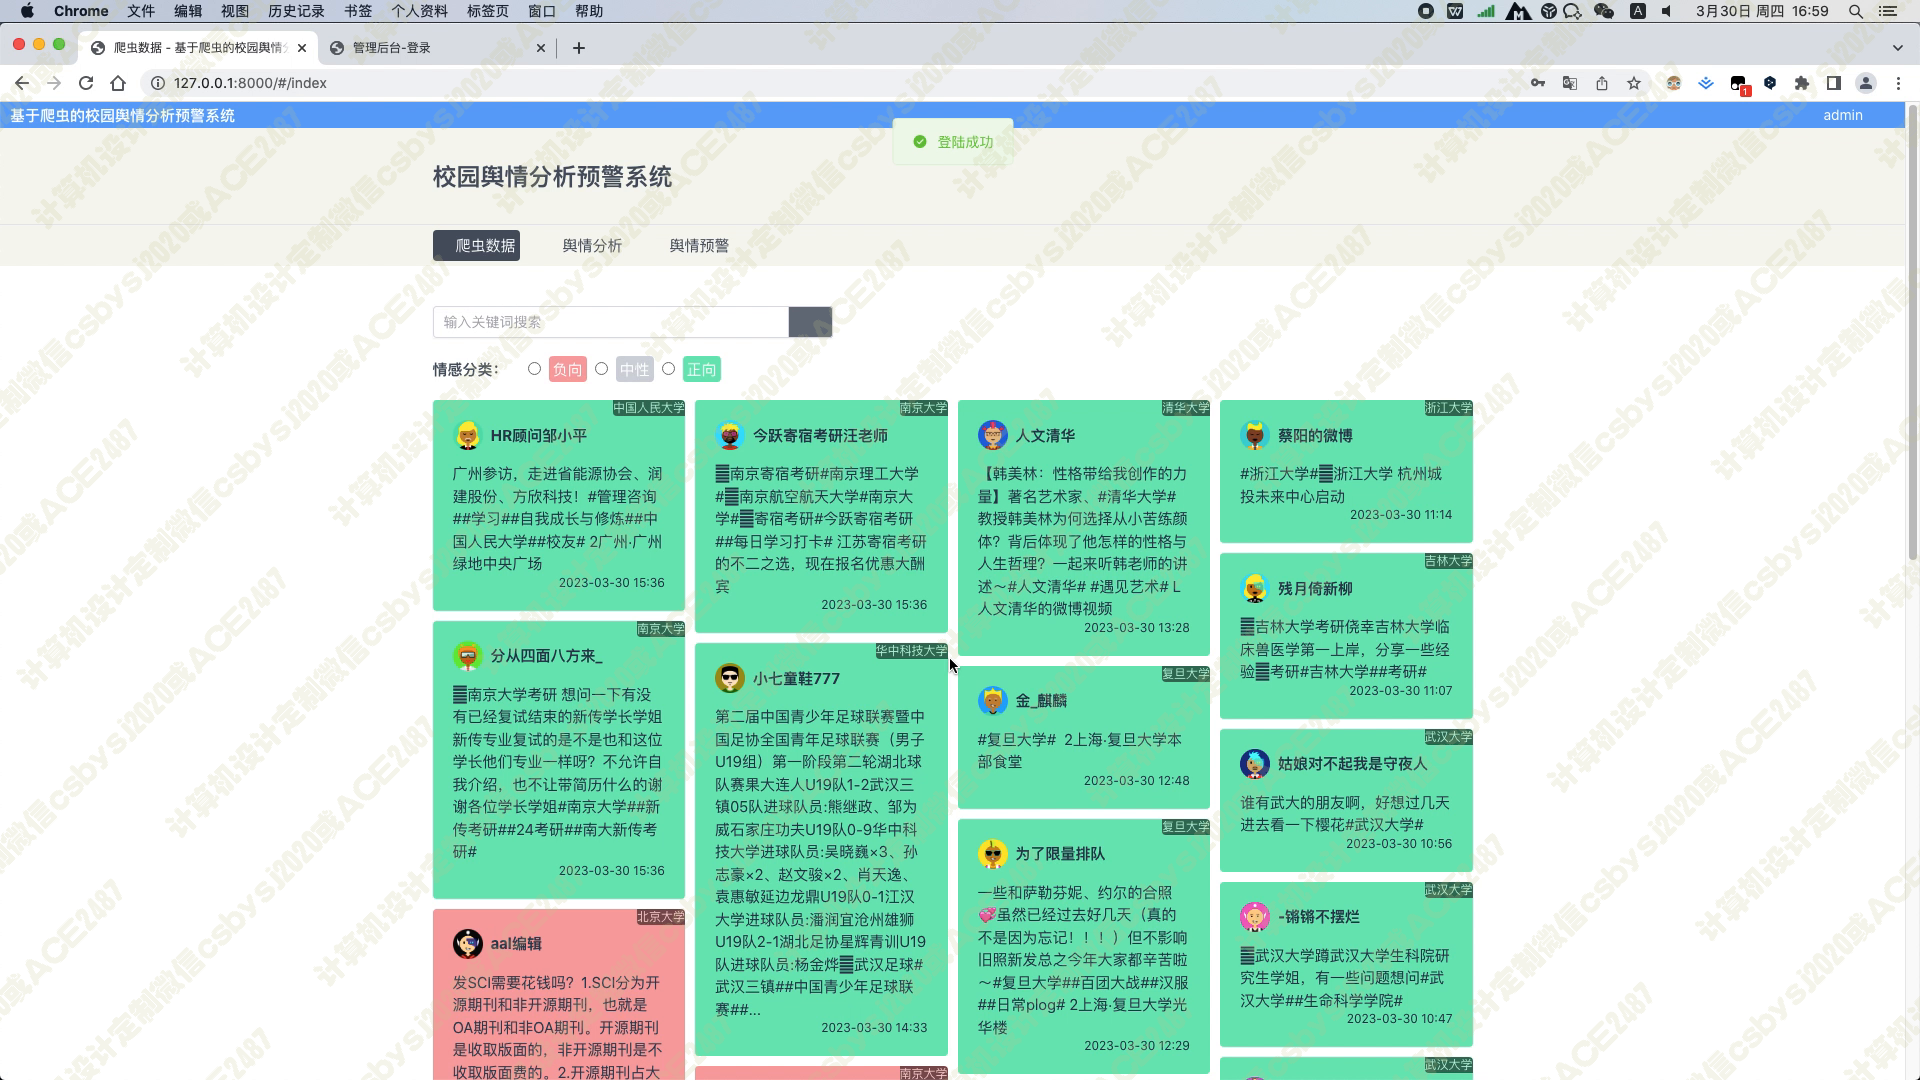 Chrome 文件 编辑 视图 历史记录 书签 个人资料 标签页 窗口 帮助
3月30日 周四 16:59
爬虫数据 - 基于爬虫的校园舆情分
管理后台-登录
127.0.0.1:8000/#/index
基于爬虫的校园舆情分析预警系统
admin
登陆成功
校园舆情分析预警系统
爬虫数据 舆情分析 舆情预警
输入关键词搜索
情感分类： 负向 中性 正向
中国人民大学
HR顾问邹小平
广州参访，走进省能源协会、润
建股份、方欣科技！#管理咨询
##学习##自我成长与修炼##中
国人民大学##校友# 2广州·广州
绿地中央广场
2023-03-30 15:36
南京大学
分从四面八方来_
南京大学考研 想问一下有没
有已经复试结束的新传学长学姐
新传专业复试的是不是也和这位
学长他们专业一样呀？不允许自
我介绍，也不让带简历什么的谢
谢各位学长学姐#南京大学##新
传考研##24考研##南大新传考
研#
2023-03-30 15:36
北京大学
aal编辑
发SCI需要花钱吗？1.SCI分为开
源期刊和非开源期刊，也就是
OA期刊和非OA期刊。开源期刊
是收取版面的，非开源期刊是不
收取版面费的。2.开源期刊占大
南京大学
今跃寄宿考研汪老师
南京寄宿考研#南京理工大学
#南京航空航天大学#南京大
学#寄宿考研#今跃寄宿考研
##每日学习打卡# 江苏寄宿考研
的不二之选，现在报名优惠大酬
宾
2023-03-30 15:36
华中科技大学
小七童鞋777
第二届中国青少年足球联赛暨中
国足协全国青年足球联赛（男子
U19组）第一阶段第二轮湖北球
队赛果大连人U19队1-2武汉三
镇05队进球队员:熊继政、邹为
威石家庄功夫U19队0-9华中科
技大学进球队员:吴晓巍×3、孙
志豪×2、赵文骏×2、肖天逸、
袁惠敏延边龙鼎U19队0-1江汉
大学进球队员:潘润宜沧州雄狮
U19队2-1湖北足协星辉青训U19
队进球队员:杨金烨武汉足球#
武汉三镇##中国青少年足球联
赛##...
2023-03-30 14:33
南京大学
清华大学
人文清华
【韩美林：性格带给我创作的力
量】著名艺术家、#清华大学#
教授韩美林为何选择从小苦练颜
体？背后体现了他怎样的性格与
人生哲理？一起来听韩老师的讲
述～#人文清华# #遇见艺术# L
人文清华的微博视频
2023-03-30 13:28
复旦大学
金_麒麟
#复旦大学# 2上海·复旦大学本
部食堂
2023-03-30 12:48
复旦大学
为了限量排队
一些和萨勒芬妮、约尔的合照
💞虽然已经过去好几天（真的
不是因为忘记！！！）但不影响
旧照新发总之今年大家都辛苦啦
～#复旦大学##百团大战##汉服
##日常plog# 2上海·复旦大学光
华楼
2023-03-30 12:29
浙江大学
蔡阳的微博
#浙江大学#浙江大学 杭州城
投未来中心启动
2023-03-30 11:14
吉林大学
残月倚新柳
吉林大学考研侥幸吉林大学临
床兽医学第一上岸，分享一些经
验考研#吉林大学##考研#
2023-03-30 11:07
武汉大学
姑娘对不起我是守夜人
谁有武大的朋友啊，好想过几天
进去看一下樱花#武汉大学#
2023-03-30 10:56
武汉大学
-锵锵不摆烂
武汉大学蹲武汉大学生科院研
究生学姐，有一些问题想问#武
汉大学##生命科学学院#
2023-03-30 10:47
武汉大学
计算机设计定制微信csbysj2020或ACE2487